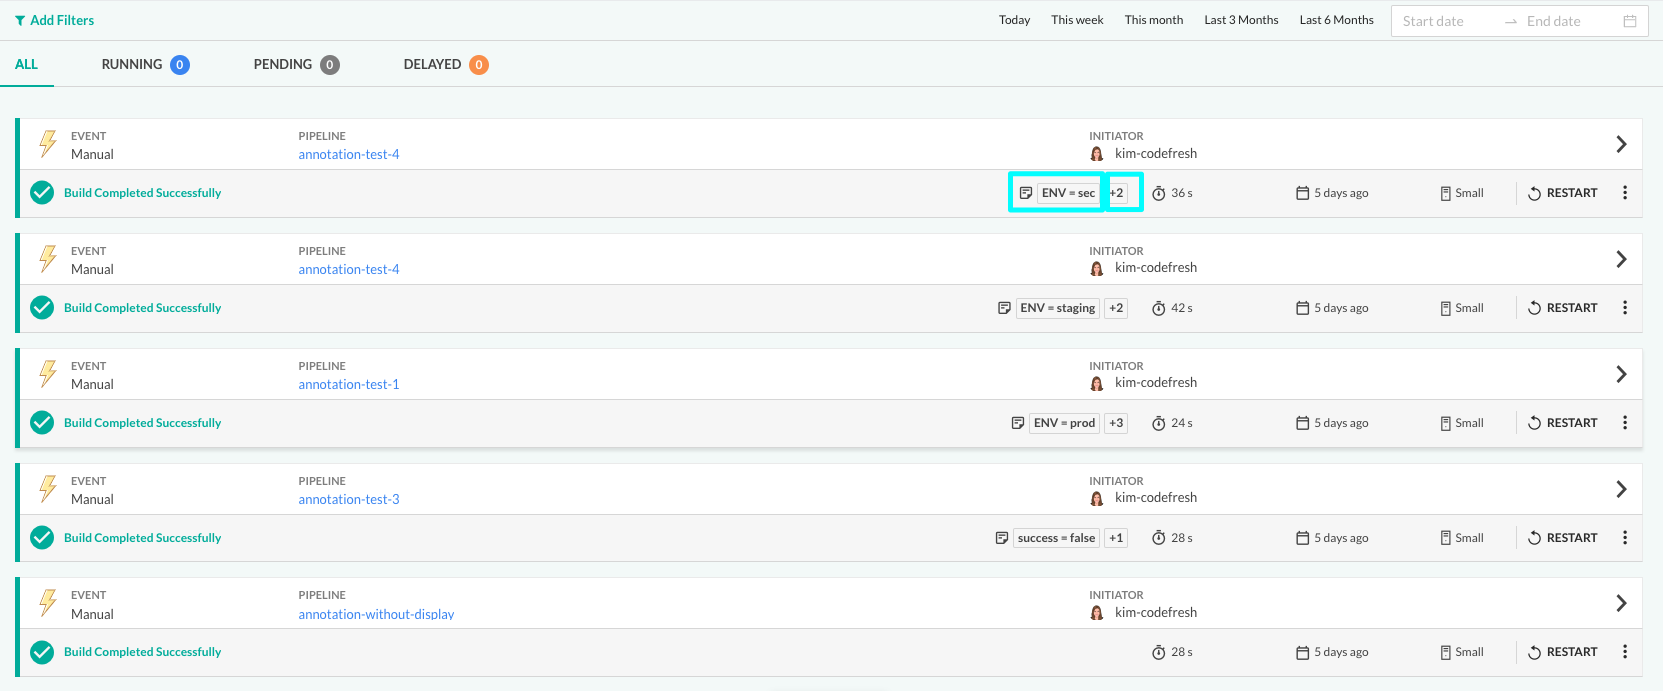 Add Filters Today This week This month Last 3 Months Last 6 Months Start date End date
ALL RUNNING 0 PENDING 0 DELAYED 0
EVENT PIPELINE INITIATOR
Manual annotation-test-4 kim-codefresh
Build Completed Successfully ENV = sec +2 36 s 5 days ago Small RESTART
EVENT PIPELINE INITIATOR
Manual annotation-test-4 kim-codefresh
Build Completed Successfully ENV = staging +2 42 s 5 days ago Small RESTART
EVENT PIPELINE INITIATOR
Manual annotation-test-1 kim-codefresh
Build Completed Successfully ENV = prod +3 24 s 5 days ago Small RESTART
EVENT PIPELINE INITIATOR
Manual annotation-test-3 kim-codefresh
Build Completed Successfully success = false +1 28 s 5 days ago Small RESTART
EVENT PIPELINE INITIATOR
Manual annotation-without-display kim-codefresh
Build Completed Successfully 28 s 5 days ago Small RESTART